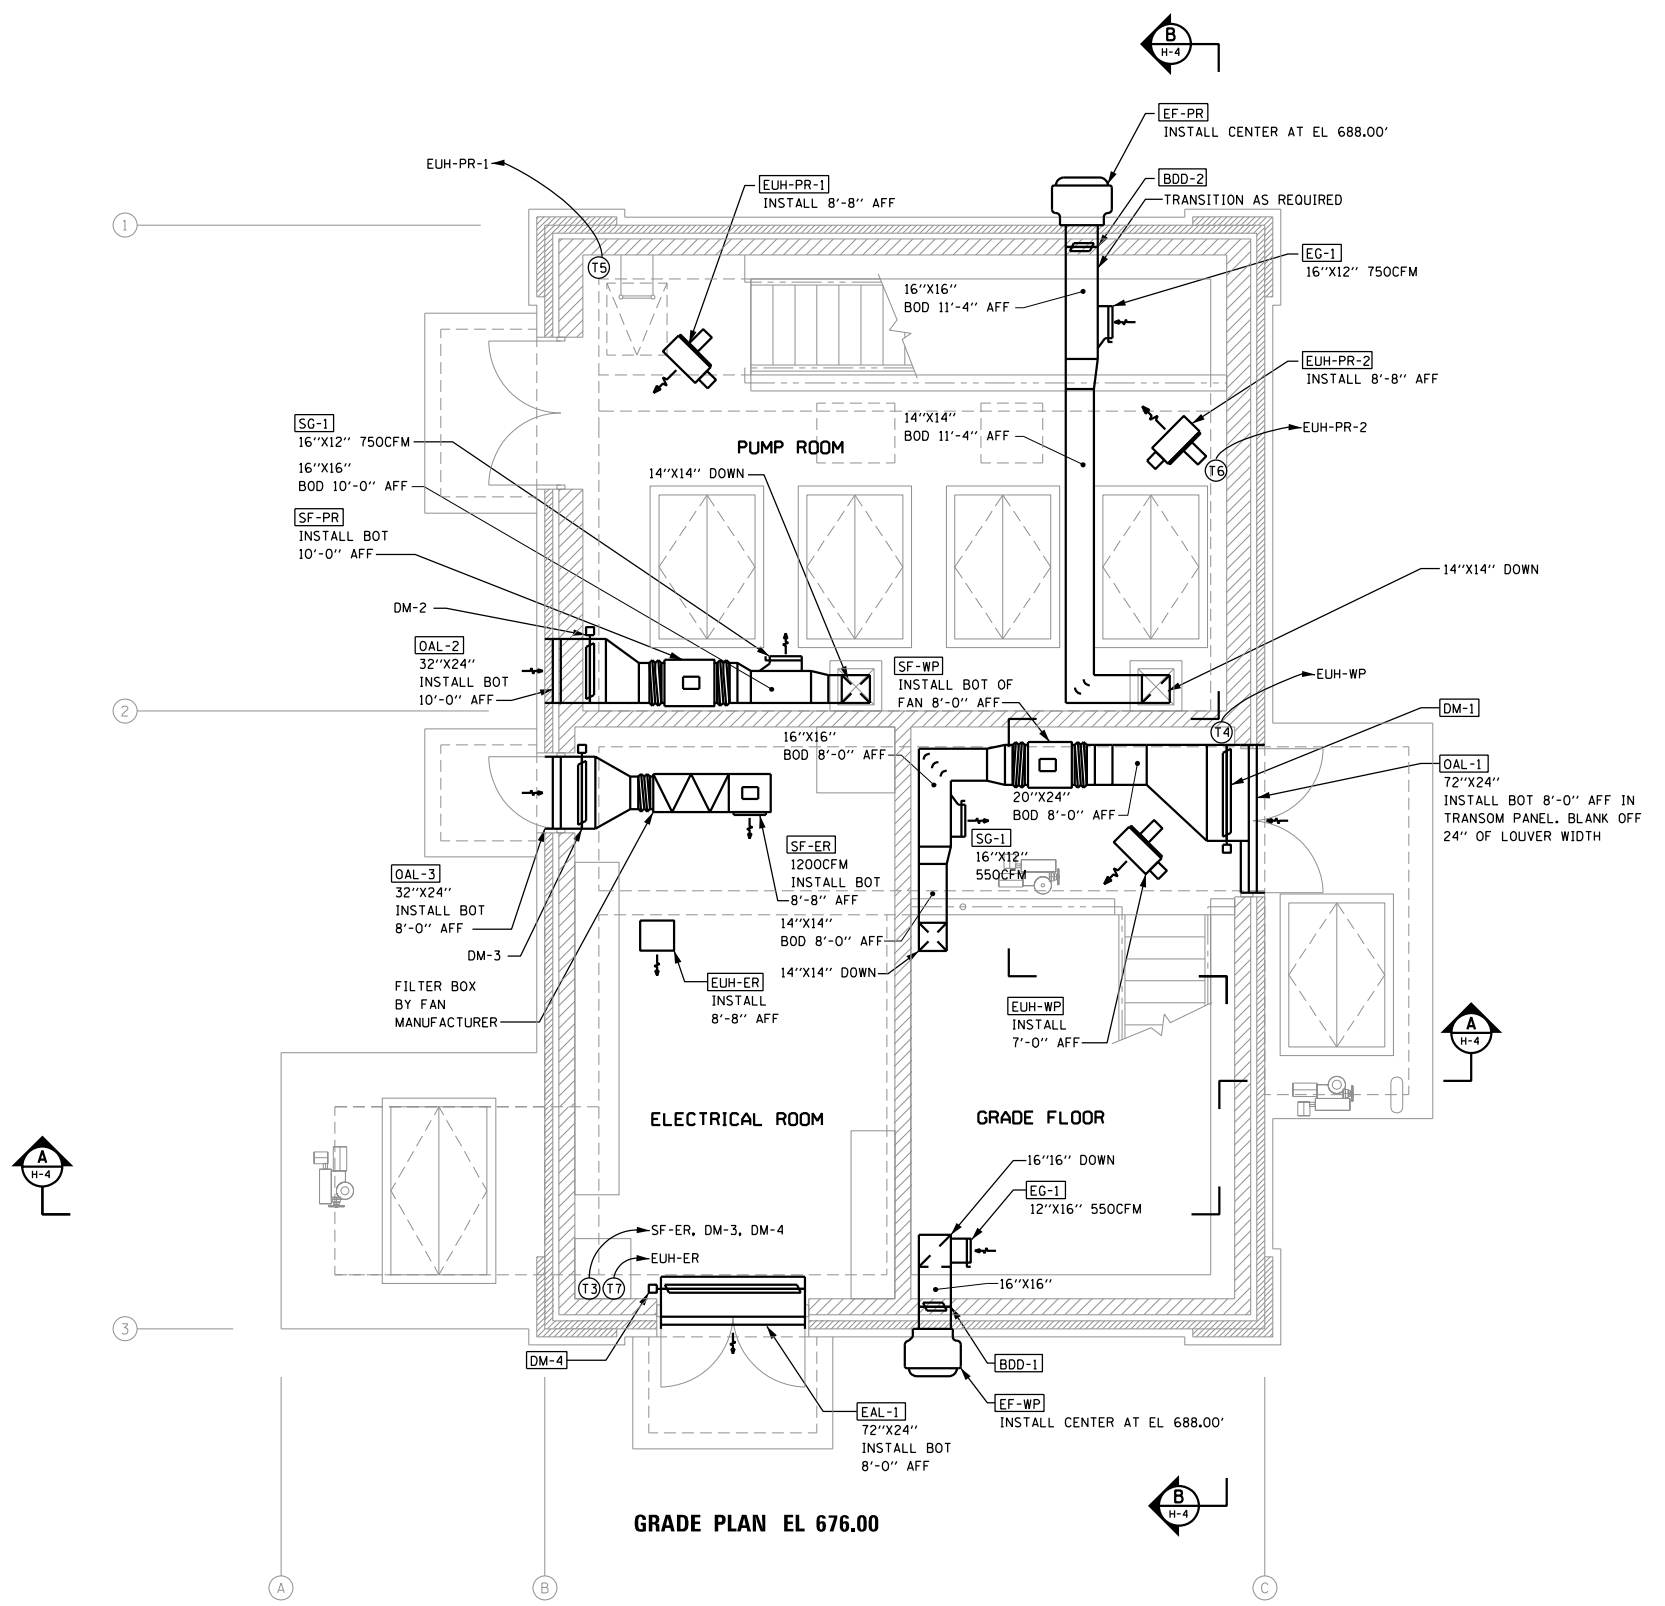 B
H-4
EF-PR
INSTALL CENTER AT EL 688.00'
EUH-PR-1
EUH-PR-1
INSTALL 8'-8" AFF
BDD-2
TRANSITION AS REQUIRED
1
T5
EG-1
16"X12" 750CFM
16"X16"
BOD 11'-4" AFF
EUH-PR-2
INSTALL 8'-8" AFF
SG-1
16"X12" 750CFM
14"X14"
BOD 11'-4" AFF
EUH-PR-2
PUMP ROOM
T6
16"X16"
BOD 10'-0" AFF
14"X14" DOWN
SF-PR
INSTALL BOT
10'-0" AFF
14"X14" DOWN
DM-2
OAL-2
32"X24"
INSTALL BOT
10'-0" AFF
SF-WP
INSTALL BOT OF
FAN 8'-0" AFF
EUH-WP
2
DM-1
T4
16"X16"
BOD 8'-0" AFF
OAL-1
72"X24"
INSTALL BOT 8'-0" AFF IN
TRANSOM PANEL. BLANK OFF
24" OF LOUVER WIDTH
20"X24"
BOD 8'-0" AFF
SG-1
16"X12"
550CFM
SF-ER
1200CFM
INSTALL BOT
8'-8" AFF
OAL-3
32"X24"
INSTALL BOT
8'-0" AFF
14"X14"
BOD 8'-0" AFF
DM-3
14"X14" DOWN
FILTER BOX
BY FAN
MANUFACTURER
EUH-ER
INSTALL
8'-8" AFF
EUH-WP
INSTALL
7'-0" AFF
A
H-4
ELECTRICAL ROOM
GRADE FLOOR
A
H-4
16"16" DOWN
EG-1
12"X16" 550CFM
SF-ER, DM-3, DM-4
EUH-ER
T3
T7
16"X16"
3
DM-4
BDD-1
EF-WP
INSTALL CENTER AT EL 688.00'
EAL-1
72"X24"
INSTALL BOT
8'-0" AFF
B
H-4
GRADE PLAN EL 676.00
A
B
C